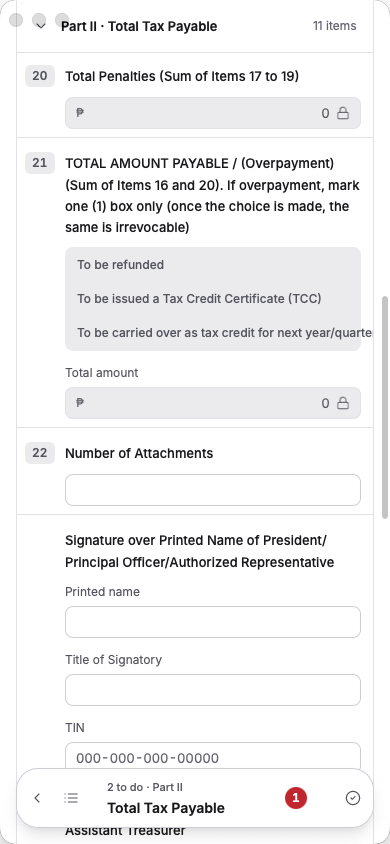 Part II · Total Tax Payable
11 items
20
Total Penalties (Sum of Items 17 to 19)
₱
0
21
TOTAL AMOUNT PAYABLE / (Overpayment)
(Sum of Items 16 and 20). If overpayment, mark
one (1) box only (once the choice is made, the
same is irrevocable)
To be refunded
To be issued a Tax Credit Certificate (TCC)
To be carried over as tax credit for next year/quarte
Total amount
₱
0
22
Number of Attachments
Signature over Printed Name of President/
Principal Officer/Authorized Representative
Printed name
Title of Signatory
TIN
000-000-000-00000
2 to do · Part II
Total Tax Payable
1
Assistant Treasurer